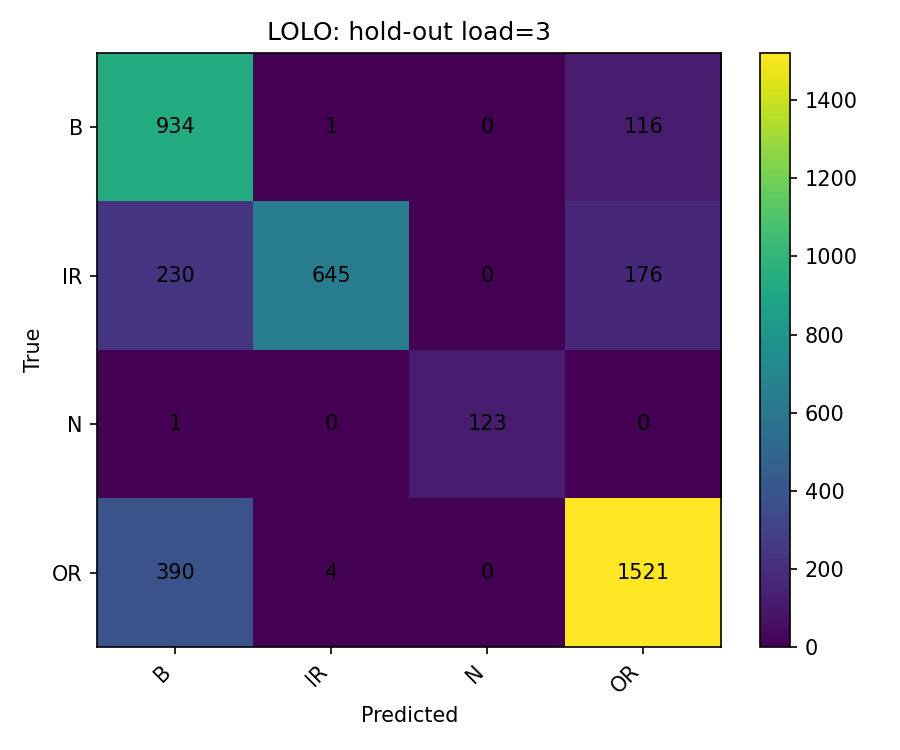 LOLO: hold-out load=3
B 934 1 0 116
IR 230 645 0 176
N 1 0 123 0
OR 390 4 0 1521
B IR N OR
Predicted
True
1400
1200
1000
800
600
400
200
0